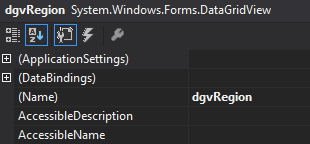 dgvRegion System.Windows.Forms.DataGridView
(ApplicationSettings)
(DataBindings)
(Name) dgvRegion
AccessibleDescription
AccessibleName